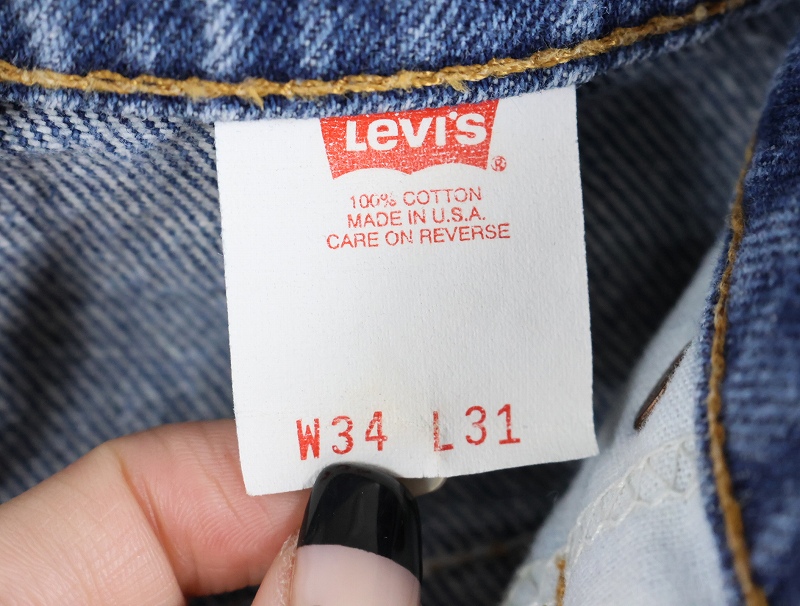 Levi's ®
100% COTTON
MADE IN U.S.A.
CARE ON REVERSE
W34 L31